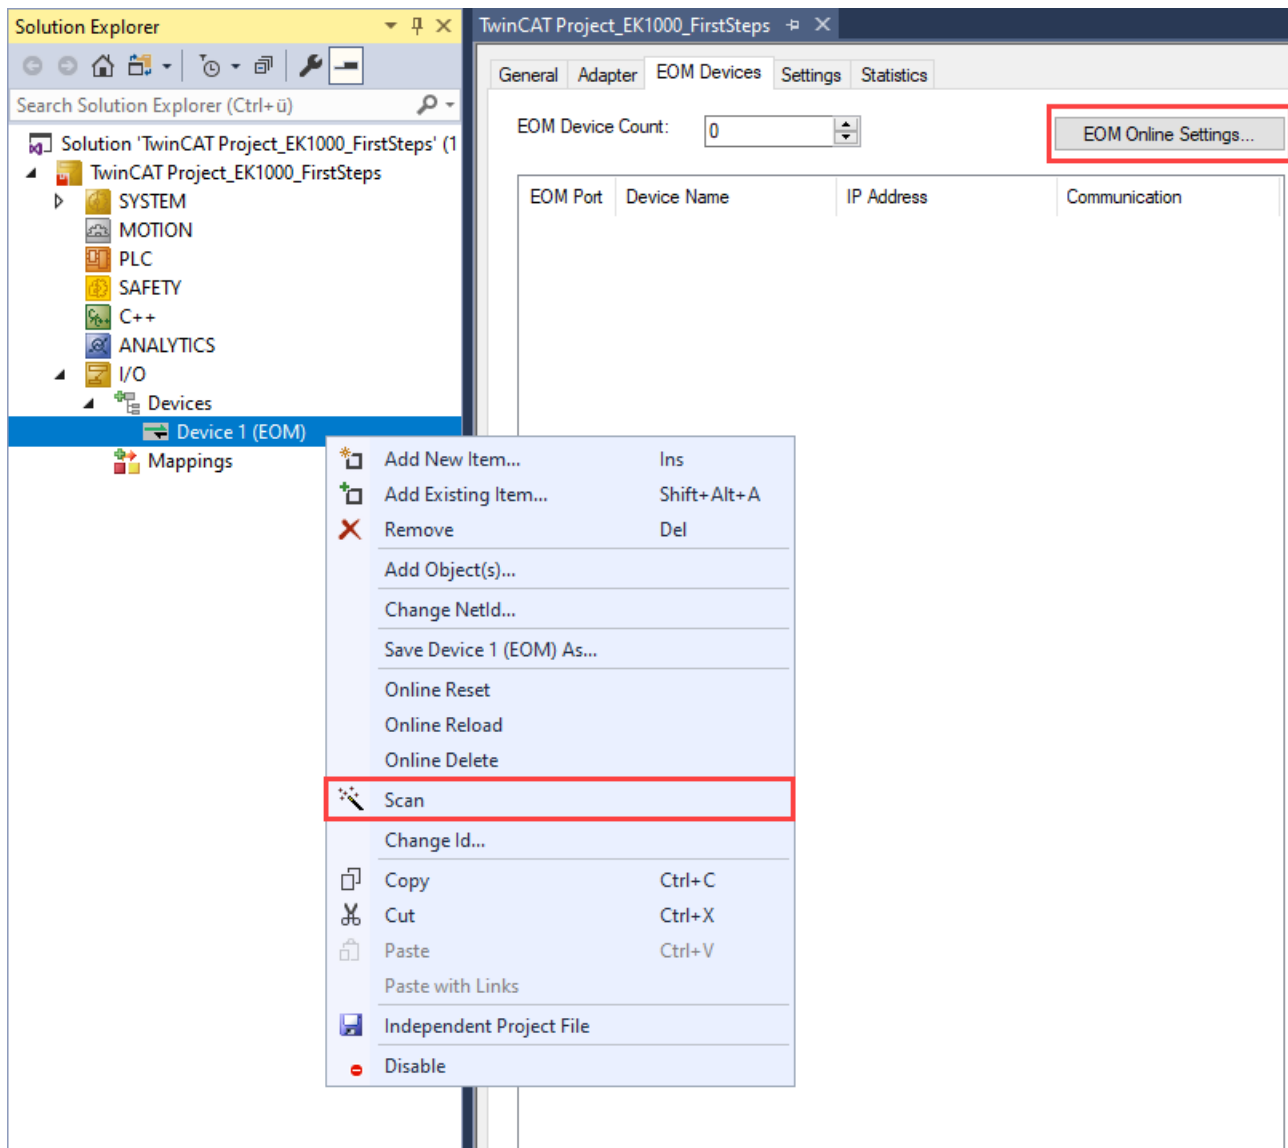 Solution Explorer
Search Solution Explorer (Ctrl+ü)
Solution 'TwinCAT Project_EK1000_FirstSteps' (1
TwinCAT Project_EK1000_FirstSteps
SYSTEM
MOTION
PLC
SAFETY
C++
ANALYTICS
I/O
Devices
Device 1 (EOM)
Mappings
TwinCAT Project_EK1000_FirstSteps
General Adapter EOM Devices Settings Statistics
EOM Device Count: 0 EOM Online Settings...
EOM Port Device Name IP Address Communication
Add New Item... Ins
Add Existing Item... Shift+Alt+A
Remove Del
Add Object(s)...
Change NetId...
Save Device 1 (EOM) As...
Online Reset
Online Reload
Online Delete
Scan
Change Id...
Copy Ctrl+C
Cut Ctrl+X
Paste Ctrl+V
Paste with Links
Independent Project File
Disable